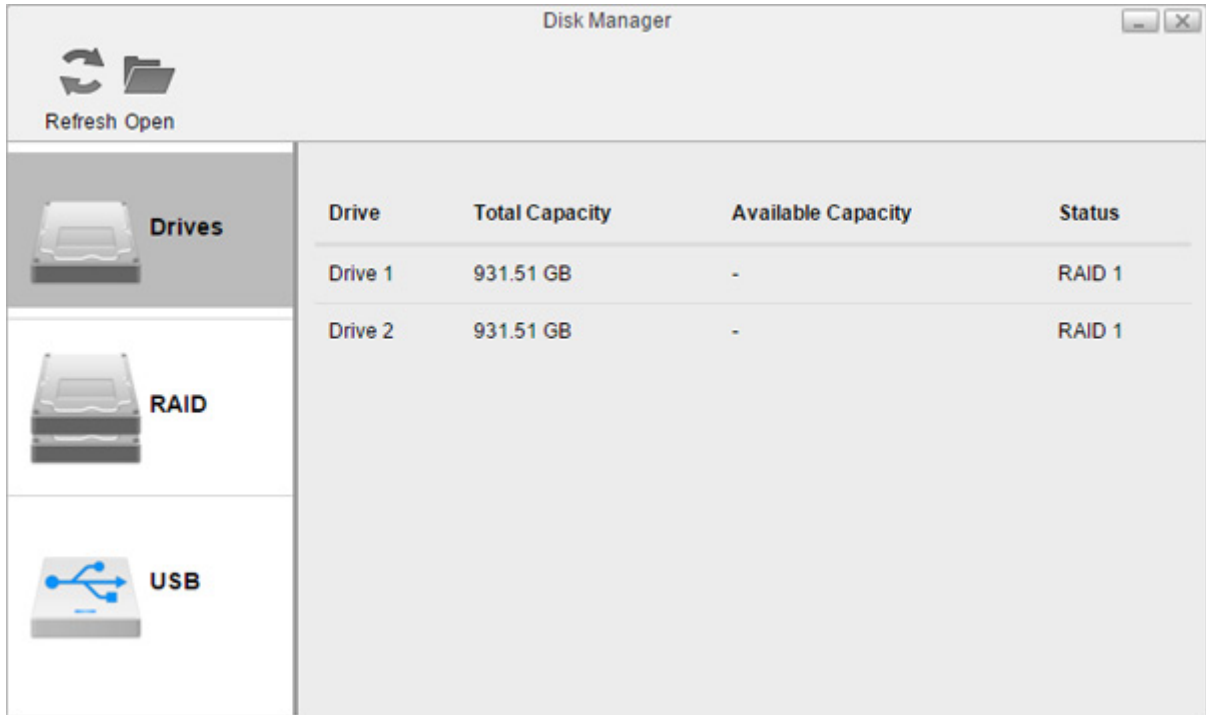 Disk Manager
Refresh Open
Drives
Drive Total Capacity Available Capacity Status
Drive 1 931.51 GB - RAID 1
Drive 2 931.51 GB - RAID 1
RAID
USB